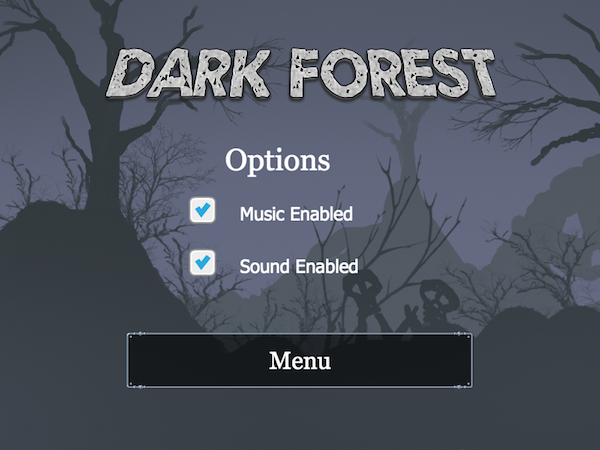 DARK FOREST
Options
Music Enabled
Sound Enabled
Menu